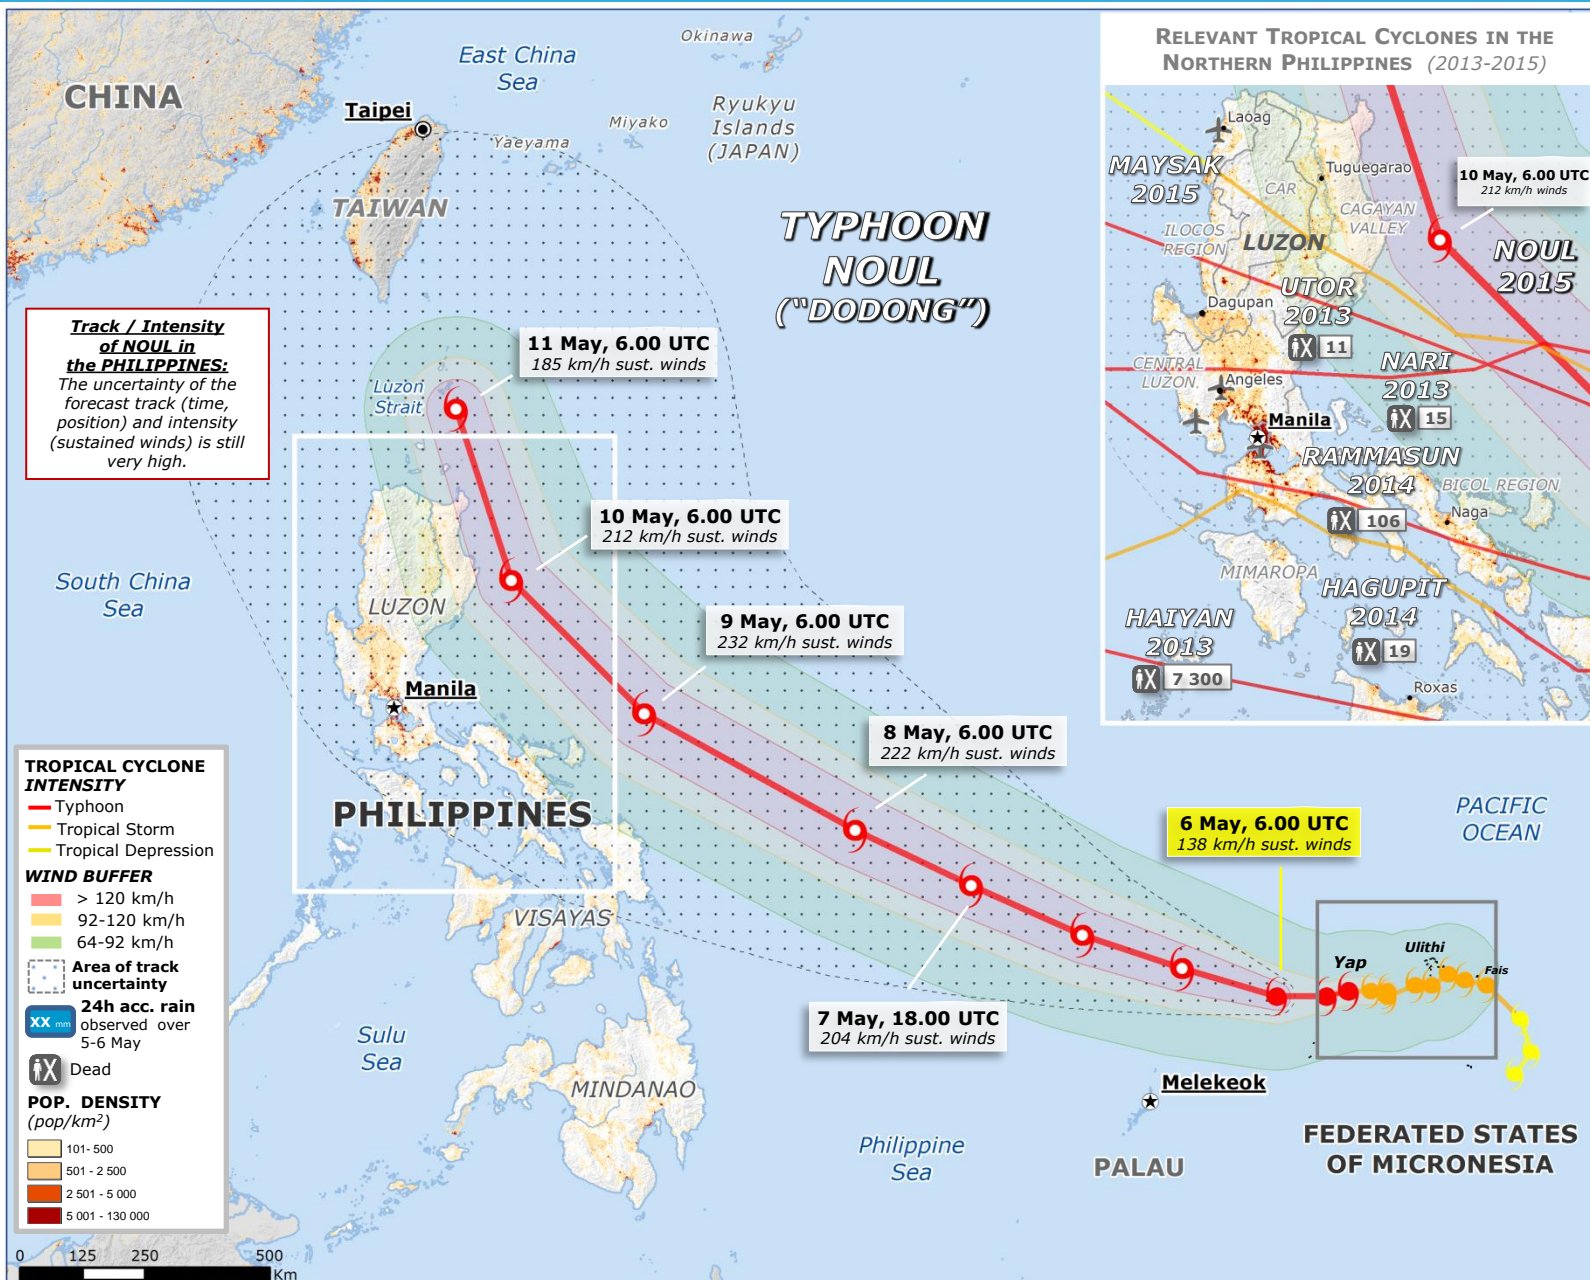 RELEVANT TROPICAL CYCLONES IN THE
NORTHERN PHILIPPINES (2013-2015)
Okinawa
East China
Sea
CHINA
Taipei
Ryukyu
Islands
(JAPAN)
Miyako
Yaeyama
TAIWAN
TYPHOON
NOUL
("DODONG")
Track / Intensity
of NOUL in
the PHILIPPINES:
The uncertainty of the
forecast track (time,
position) and intensity
(sustained winds) is still
very high.
11 May, 6.00 UTC
185 km/h sust. winds
Luzon
Strait
10 May, 6.00 UTC
212 km/h sust. winds
South China
Sea
LUZON
9 May, 6.00 UTC
232 km/h sust. winds
Manila
8 May, 6.00 UTC
222 km/h sust. winds
PHILIPPINES
PACIFIC
OCEAN
6 May, 6.00 UTC
138 km/h sust. winds
VISAYAS
Yap
Ulithi
Fais
7 May, 18.00 UTC
204 km/h sust. winds
Sulu
Sea
MINDANAO
Melekeok
Philippine
Sea
PALAU
FEDERATED STATES
OF MICRONESIA
Laoag
MAYSAK
2015
Tuguegarao
CAR
10 May, 6.00 UTC
212 km/h winds
CAGAYAN
VALLEY
ILOCOS
REGION
LUZON
NOUL
2015
UTOR
2013
11
Dagupan
CENTRAL
LUZON
NARI
2013
15
Angeles
Manila
RAMMASUN
2014
106
BICOL REGION
Naga
MIMAROPA
HAGUPIT
2014
19
HAIYAN
2013
7 300
Roxas
TROPICAL CYCLONE
INTENSITY
Typhoon
Tropical Storm
Tropical Depression
WIND BUFFER
> 120 km/h
92-120 km/h
64-92 km/h
Area of track
uncertainty
XX mm
24h acc. rain
observed over
5-6 May
Dead
POP. DENSITY
(pop/km²)
101- 500
501 - 2 500
2 501 - 5 000
5 001 - 130 000
0 125 250 500
Km